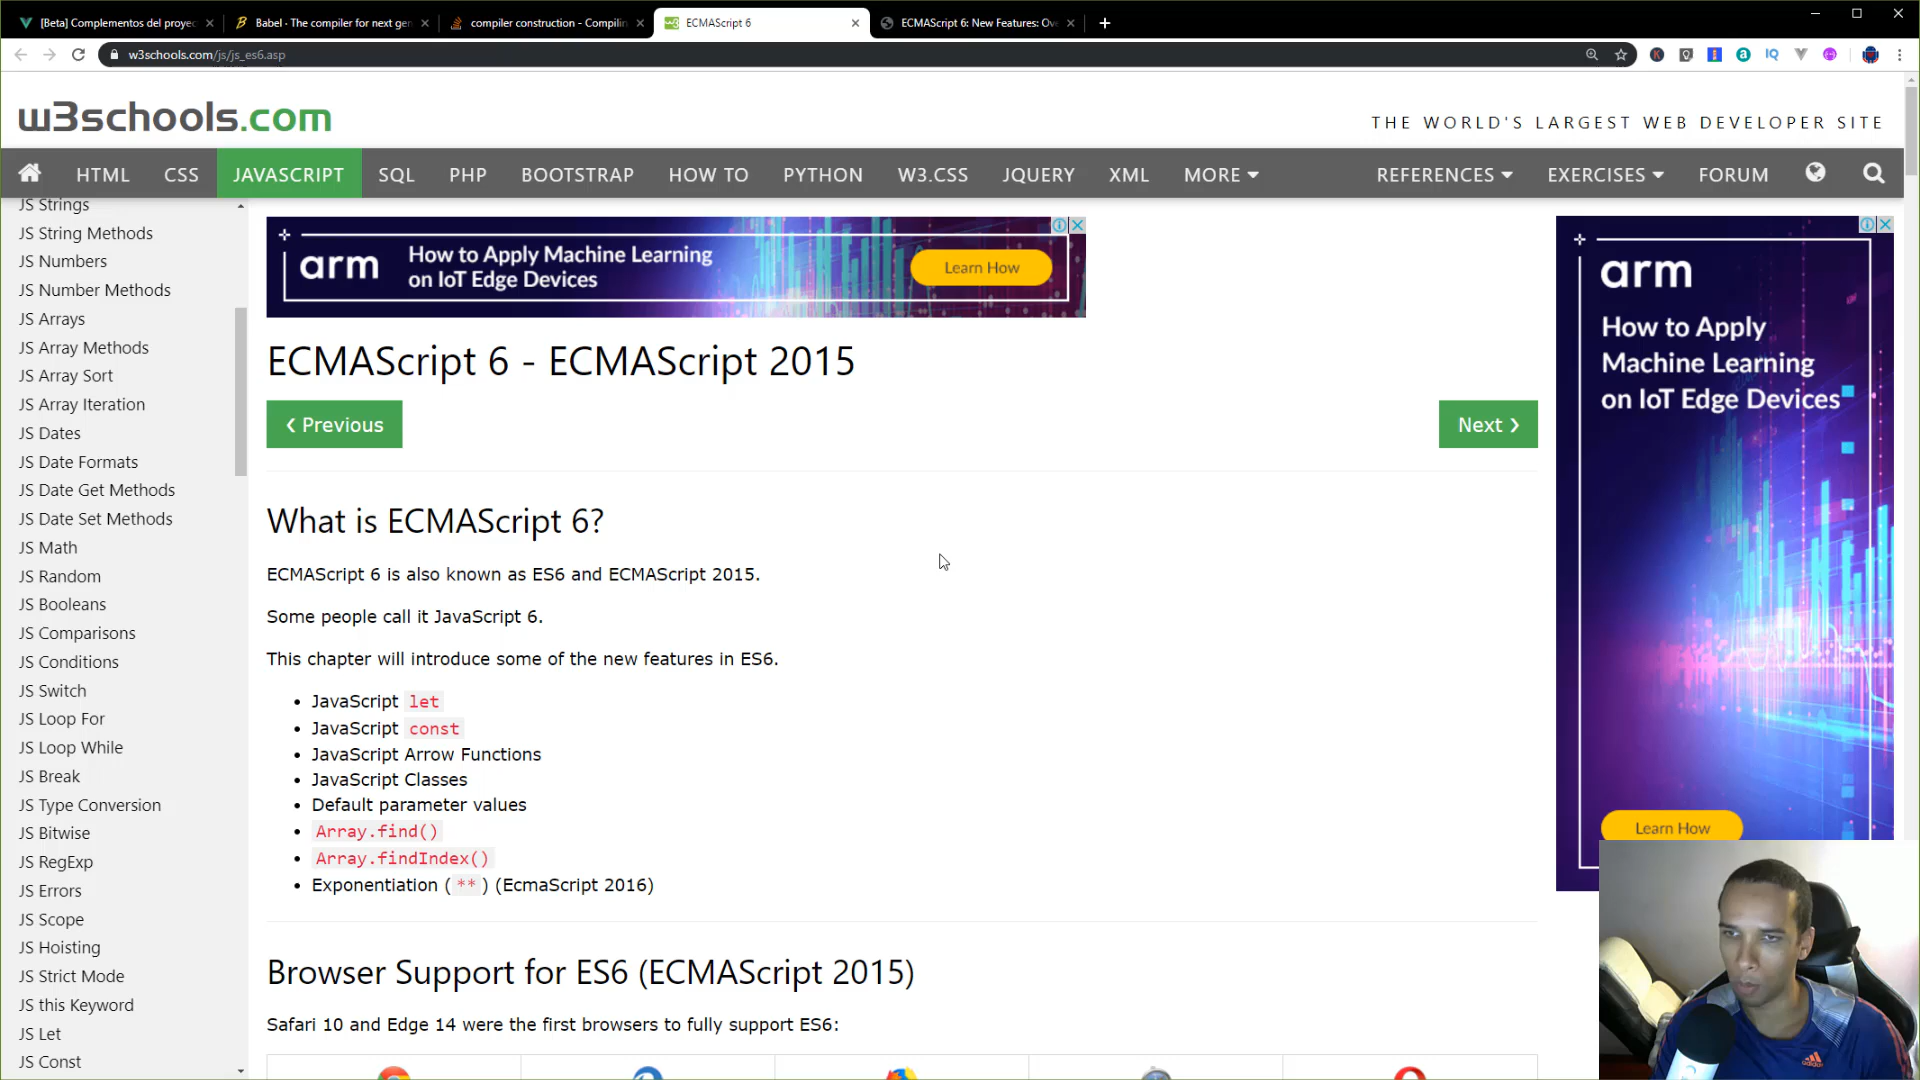 [Beta] Complementos del proyec
Babel - The compiler for next gen
compiler construction - Compilin
ECMAScript 6
ECMAScript 6: New Features: Ove
w3schools.com/js/js_es6.asp
w3schools.com
THE WORLD'S LARGEST WEB DEVELOPER SITE
HTML
CSS
JAVASCRIPT
SQL
PHP
BOOTSTRAP
HOW TO
PYTHON
W3.CSS
JQUERY
XML
MORE
REFERENCES
EXERCISES
FORUM
JS Strings
JS String Methods
JS Numbers
JS Number Methods
JS Arrays
JS Array Methods
JS Array Sort
JS Array Iteration
JS Dates
JS Date Formats
JS Date Get Methods
JS Date Set Methods
JS Math
JS Random
JS Booleans
JS Comparisons
JS Conditions
JS Switch
JS Loop For
JS Loop While
JS Break
JS Type Conversion
JS Bitwise
JS RegExp
JS Errors
JS Scope
JS Hoisting
JS Strict Mode
JS this Keyword
JS Let
JS Const
arm
How to Apply Machine Learning
on IoT Edge Devices
Learn How
ECMAScript 6 - ECMAScript 2015
❮ Previous
Next ❯
What is ECMAScript 6?
ECMAScript 6 is also known as ES6 and ECMAScript 2015.
Some people call it JavaScript 6.
This chapter will introduce some of the new features in ES6.
• JavaScript let
• JavaScript const
• JavaScript Arrow Functions
• JavaScript Classes
• Default parameter values
• Array.find()
• Array.findIndex()
• Exponentiation (**) (EcmaScript 2016)
Browser Support for ES6 (ECMAScript 2015)
Safari 10 and Edge 14 were the first browsers to fully support ES6:
arm
How to Apply
Machine Learning
on IoT Edge Devices
Learn How
adidas